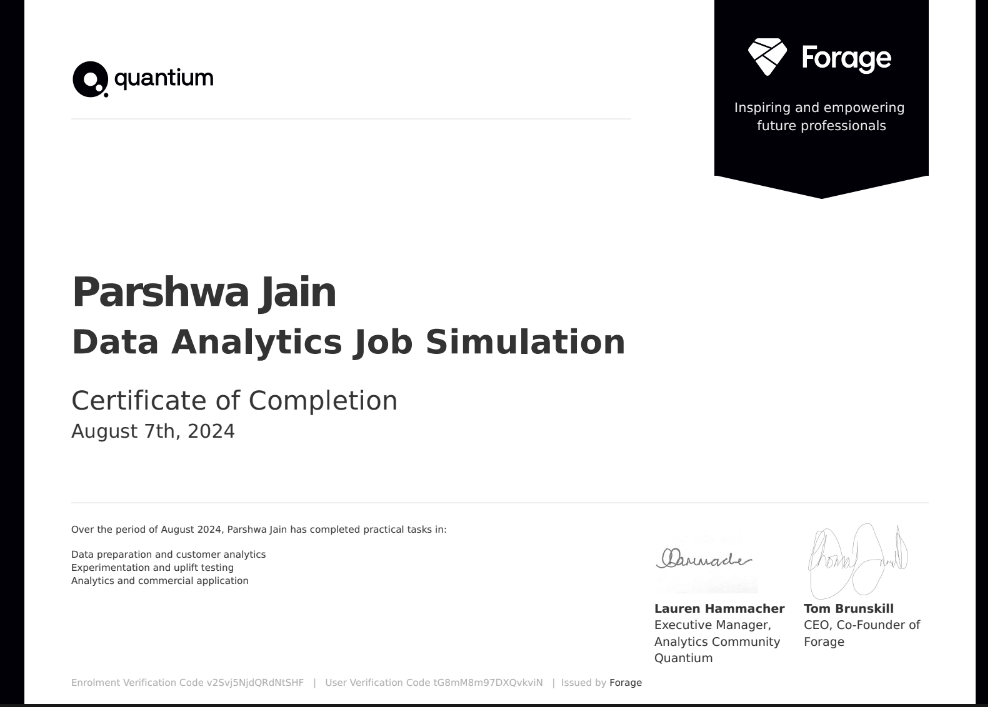 quantium
Forage
Inspiring and empowering
future professionals
Parshwa Jain
Data Analytics Job Simulation
Certificate of Completion
August 7th, 2024
Over the period of August 2024, Parshwa Jain has completed practical tasks in:
Data preparation and customer analytics
Experimentation and uplift testing
Analytics and commercial application
Lauren Hammacher
Executive Manager,
Analytics Community
Quantium
Tom Brunskill
CEO, Co-Founder of
Forage
Enrolment Verification Code v2Svj5NjdQRdNtSHF | User Verification Code tG8mM8m97DXQvkviN | Issued by Forage